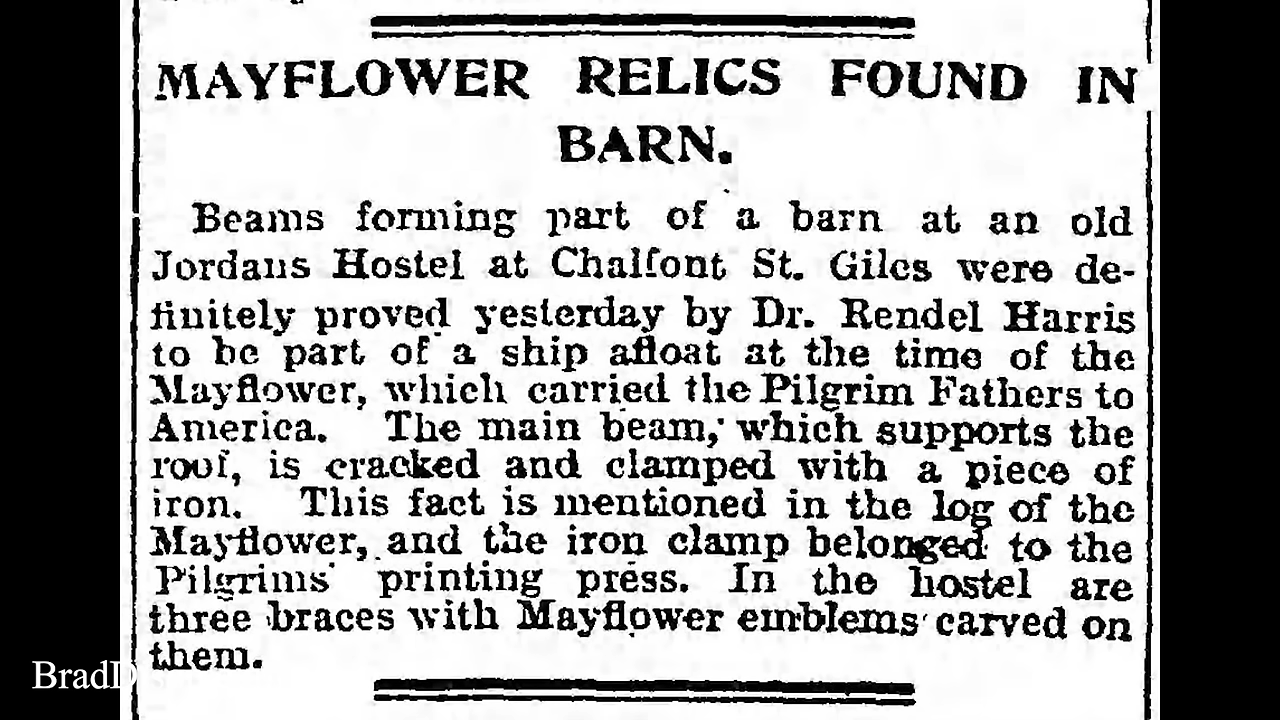 MAYFLOWER RELICS FOUND IN
BARN.
Beams forming part of a barn at an old
Jordans Hostel at Chalfont St. Giles were de-
finitely proved yesterday by Dr. Rendel Harris
to be part of a ship afloat at the time of the
Mayflower, which carried the Pilgrim Fathers to
America. The main beam, which supports the
roof, is cracked and clamped with a piece of
iron. This fact is mentioned in the log of the
Mayflower, and the iron clamp belonged to the
Pilgrims' printing press. In the hostel are
three braces with Mayflower emblems carved on
them.